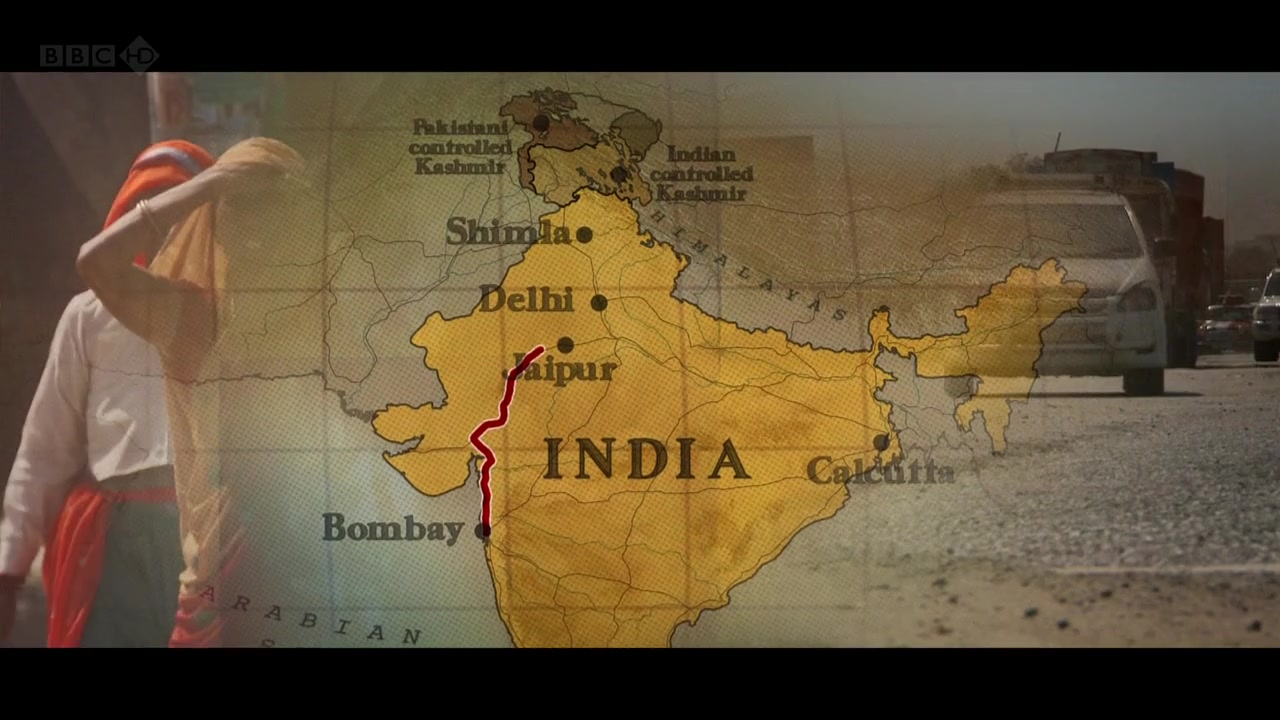 BBC HD
Pakistani
controlled
Kashmir
Indian
controlled
Kashmir
Shimla
HIMALAYAS
Delhi
Jaipur
INDIA
Calcutta
Bombay
ARABIAN